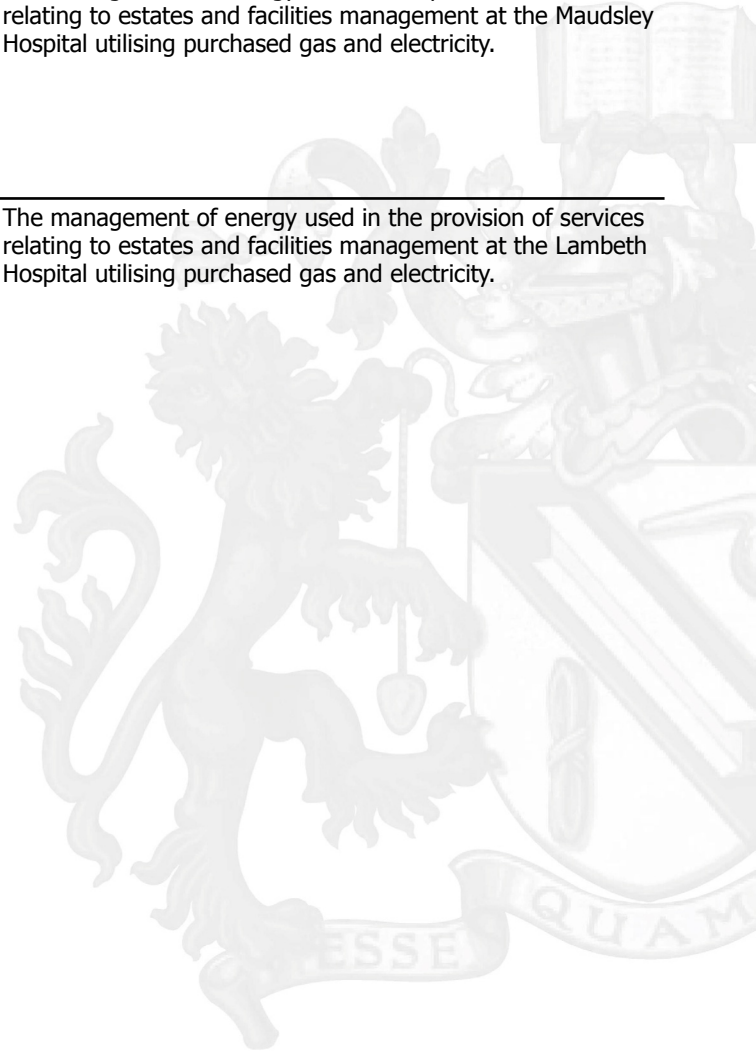 relating to estates and facilities management at the Maudsley
Hospital utilising purchased gas and electricity.
The management of energy used in the provision of services
relating to estates and facilities management at the Lambeth
Hospital utilising purchased gas and electricity.
ESSE
QUAM